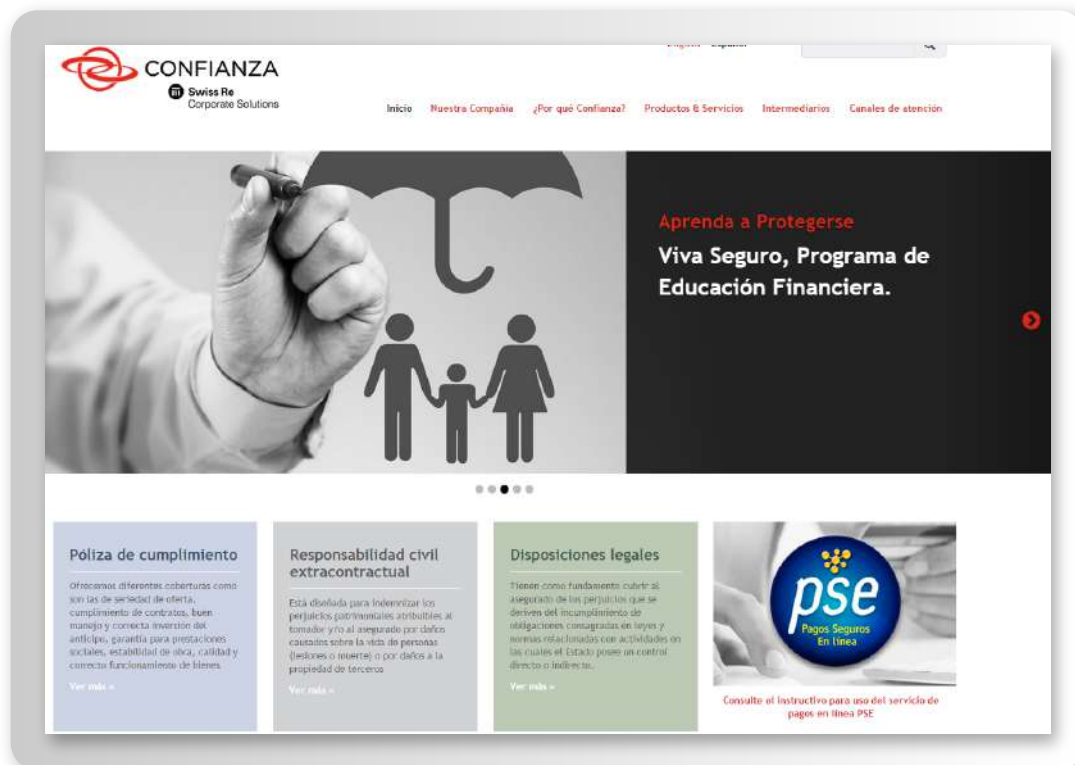 CONFIANZA
Swiss Re
Corporate Solutions
English Español
Inicio Nuestra Compañia ¿Por qué Confianza? Productos & Servicios Intermediarios Canales de atención
Aprenda a Protegerse
Viva Seguro, Programa de
Educación Financiera.
Póliza de cumplimiento
Ofrecemos diferentes coberturas como
son las de seriedad de oferta,
cumplimiento de contratos, buen
manejo y correcta inversión del
anticipo, garantía para prestaciones
sociales, estabilidad de obra, calidad y
correcto funcionamiento de bienes
Ver más »
Responsabilidad civil
extracontractual
Está diseñada para indemnizar los
perjuicios patrimoniales atribuibles al
tomador y/o al asegurado por daños
causados sobre la vida de personas
(lesiones o muerte) o por daños a la
propiedad de terceros
Ver más »
Disposiciones legales
Tienen como fundamento cubrir al
asegurado de los perjuicios que se
deriven del incumplimiento de
obligaciones consagradas en leyes y
normas relacionadas con actividades en
las cuales el Estado posee un control
directo o indirecto.
Ver más »
pse
Pagos Seguros
En línea
Consulte el instructivo para uso del servicio de
pagos en línea PSE